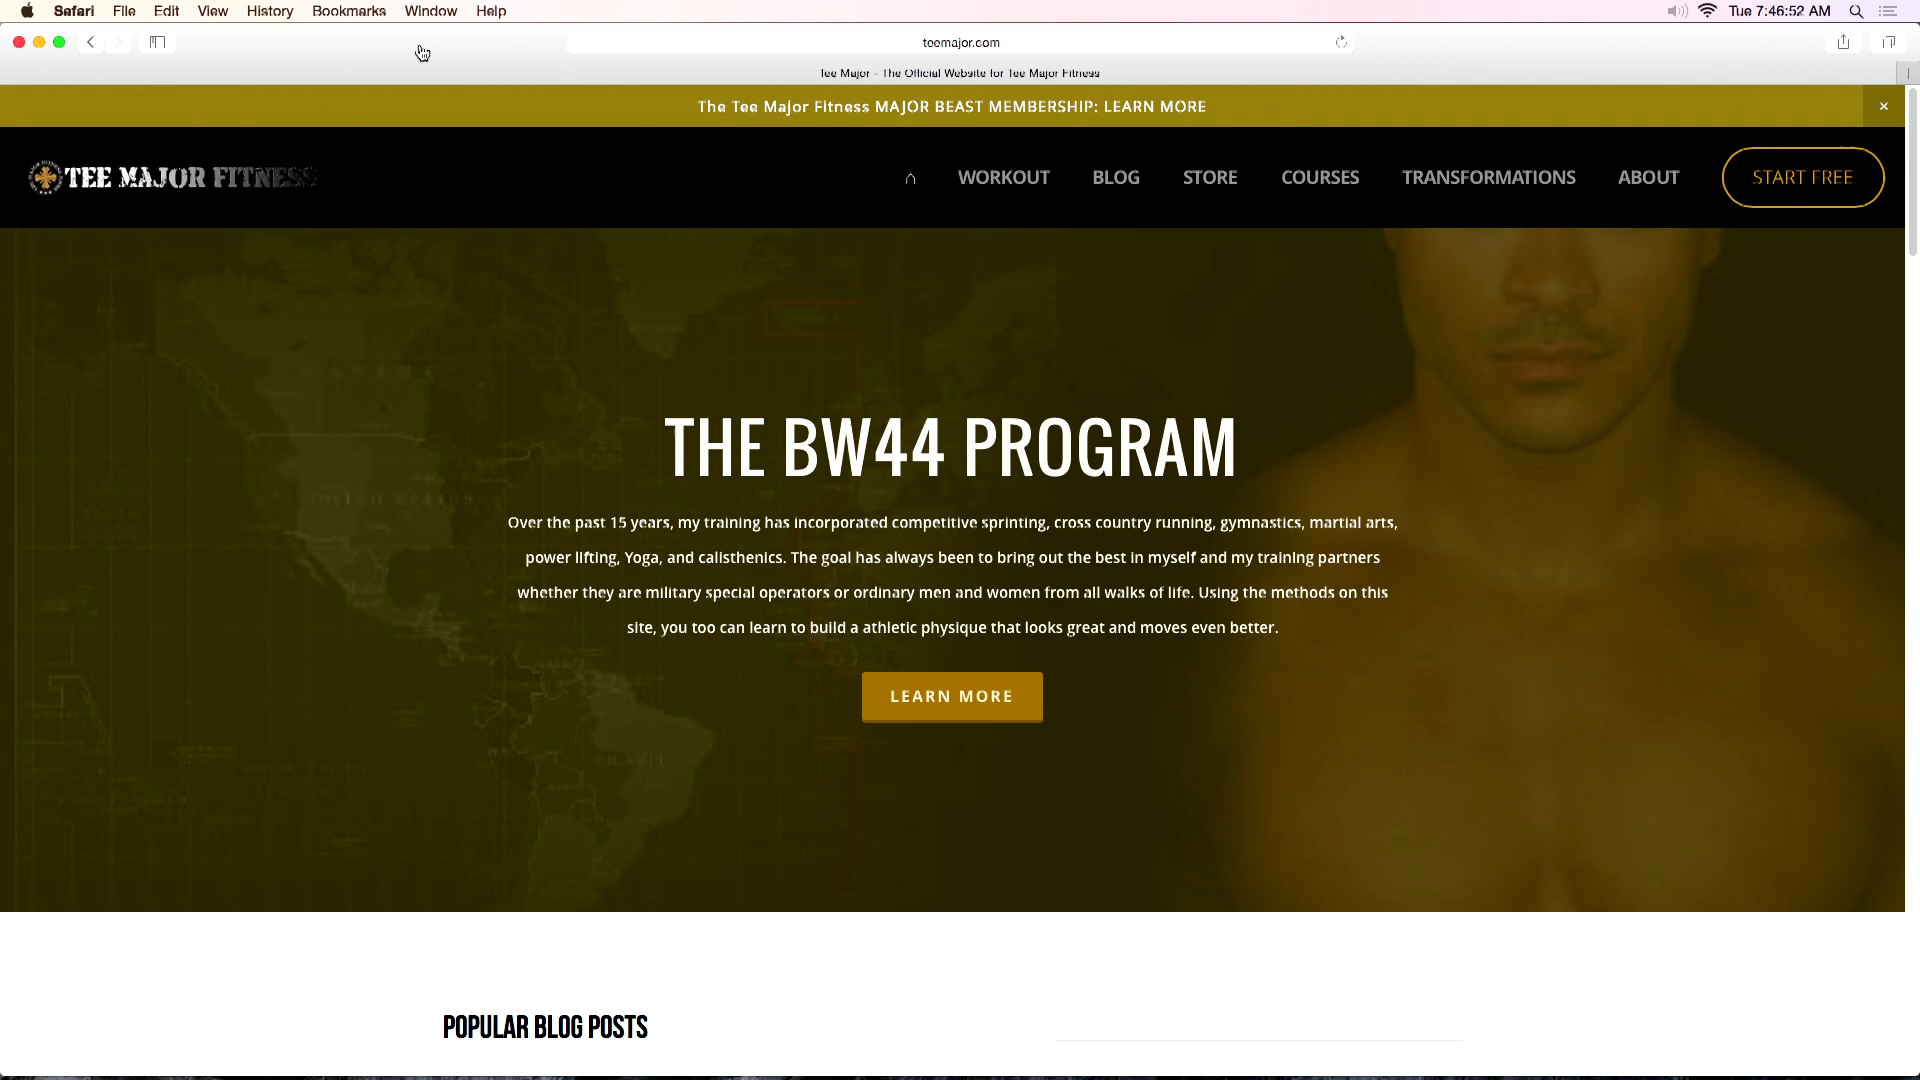 Safari File Edit View History Bookmarks Window Help Tue 7:46:52 AM
teemajor.com
Tee Major - The Official Website for Tee Major Fitness
The Tee Major Fitness MAJOR BEAST MEMBERSHIP: LEARN MORE
TEE MAJOR FITNESS
WORKOUT BLOG STORE COURSES TRANSFORMATIONS ABOUT START FREE
THE BW44 PROGRAM
Over the past 15 years, my training has incorporated competitive sprinting, cross country running, gymnastics, martial arts,
power lifting, Yoga, and calisthenics. The goal has always been to bring out the best in myself and my training partners
whether they are military special operators or ordinary men and women from all walks of life. Using the methods on this
site, you too can learn to build a athletic physique that looks great and moves even better.
LEARN MORE
POPULAR BLOG POSTS